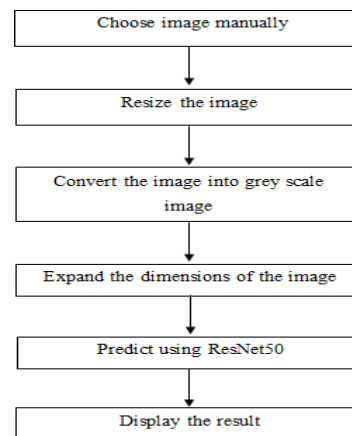 Choose image manually
Resize the image
Convert the image into grey scale
image
Expand the dimensions of the image
Predict using ResNet50
Display the result